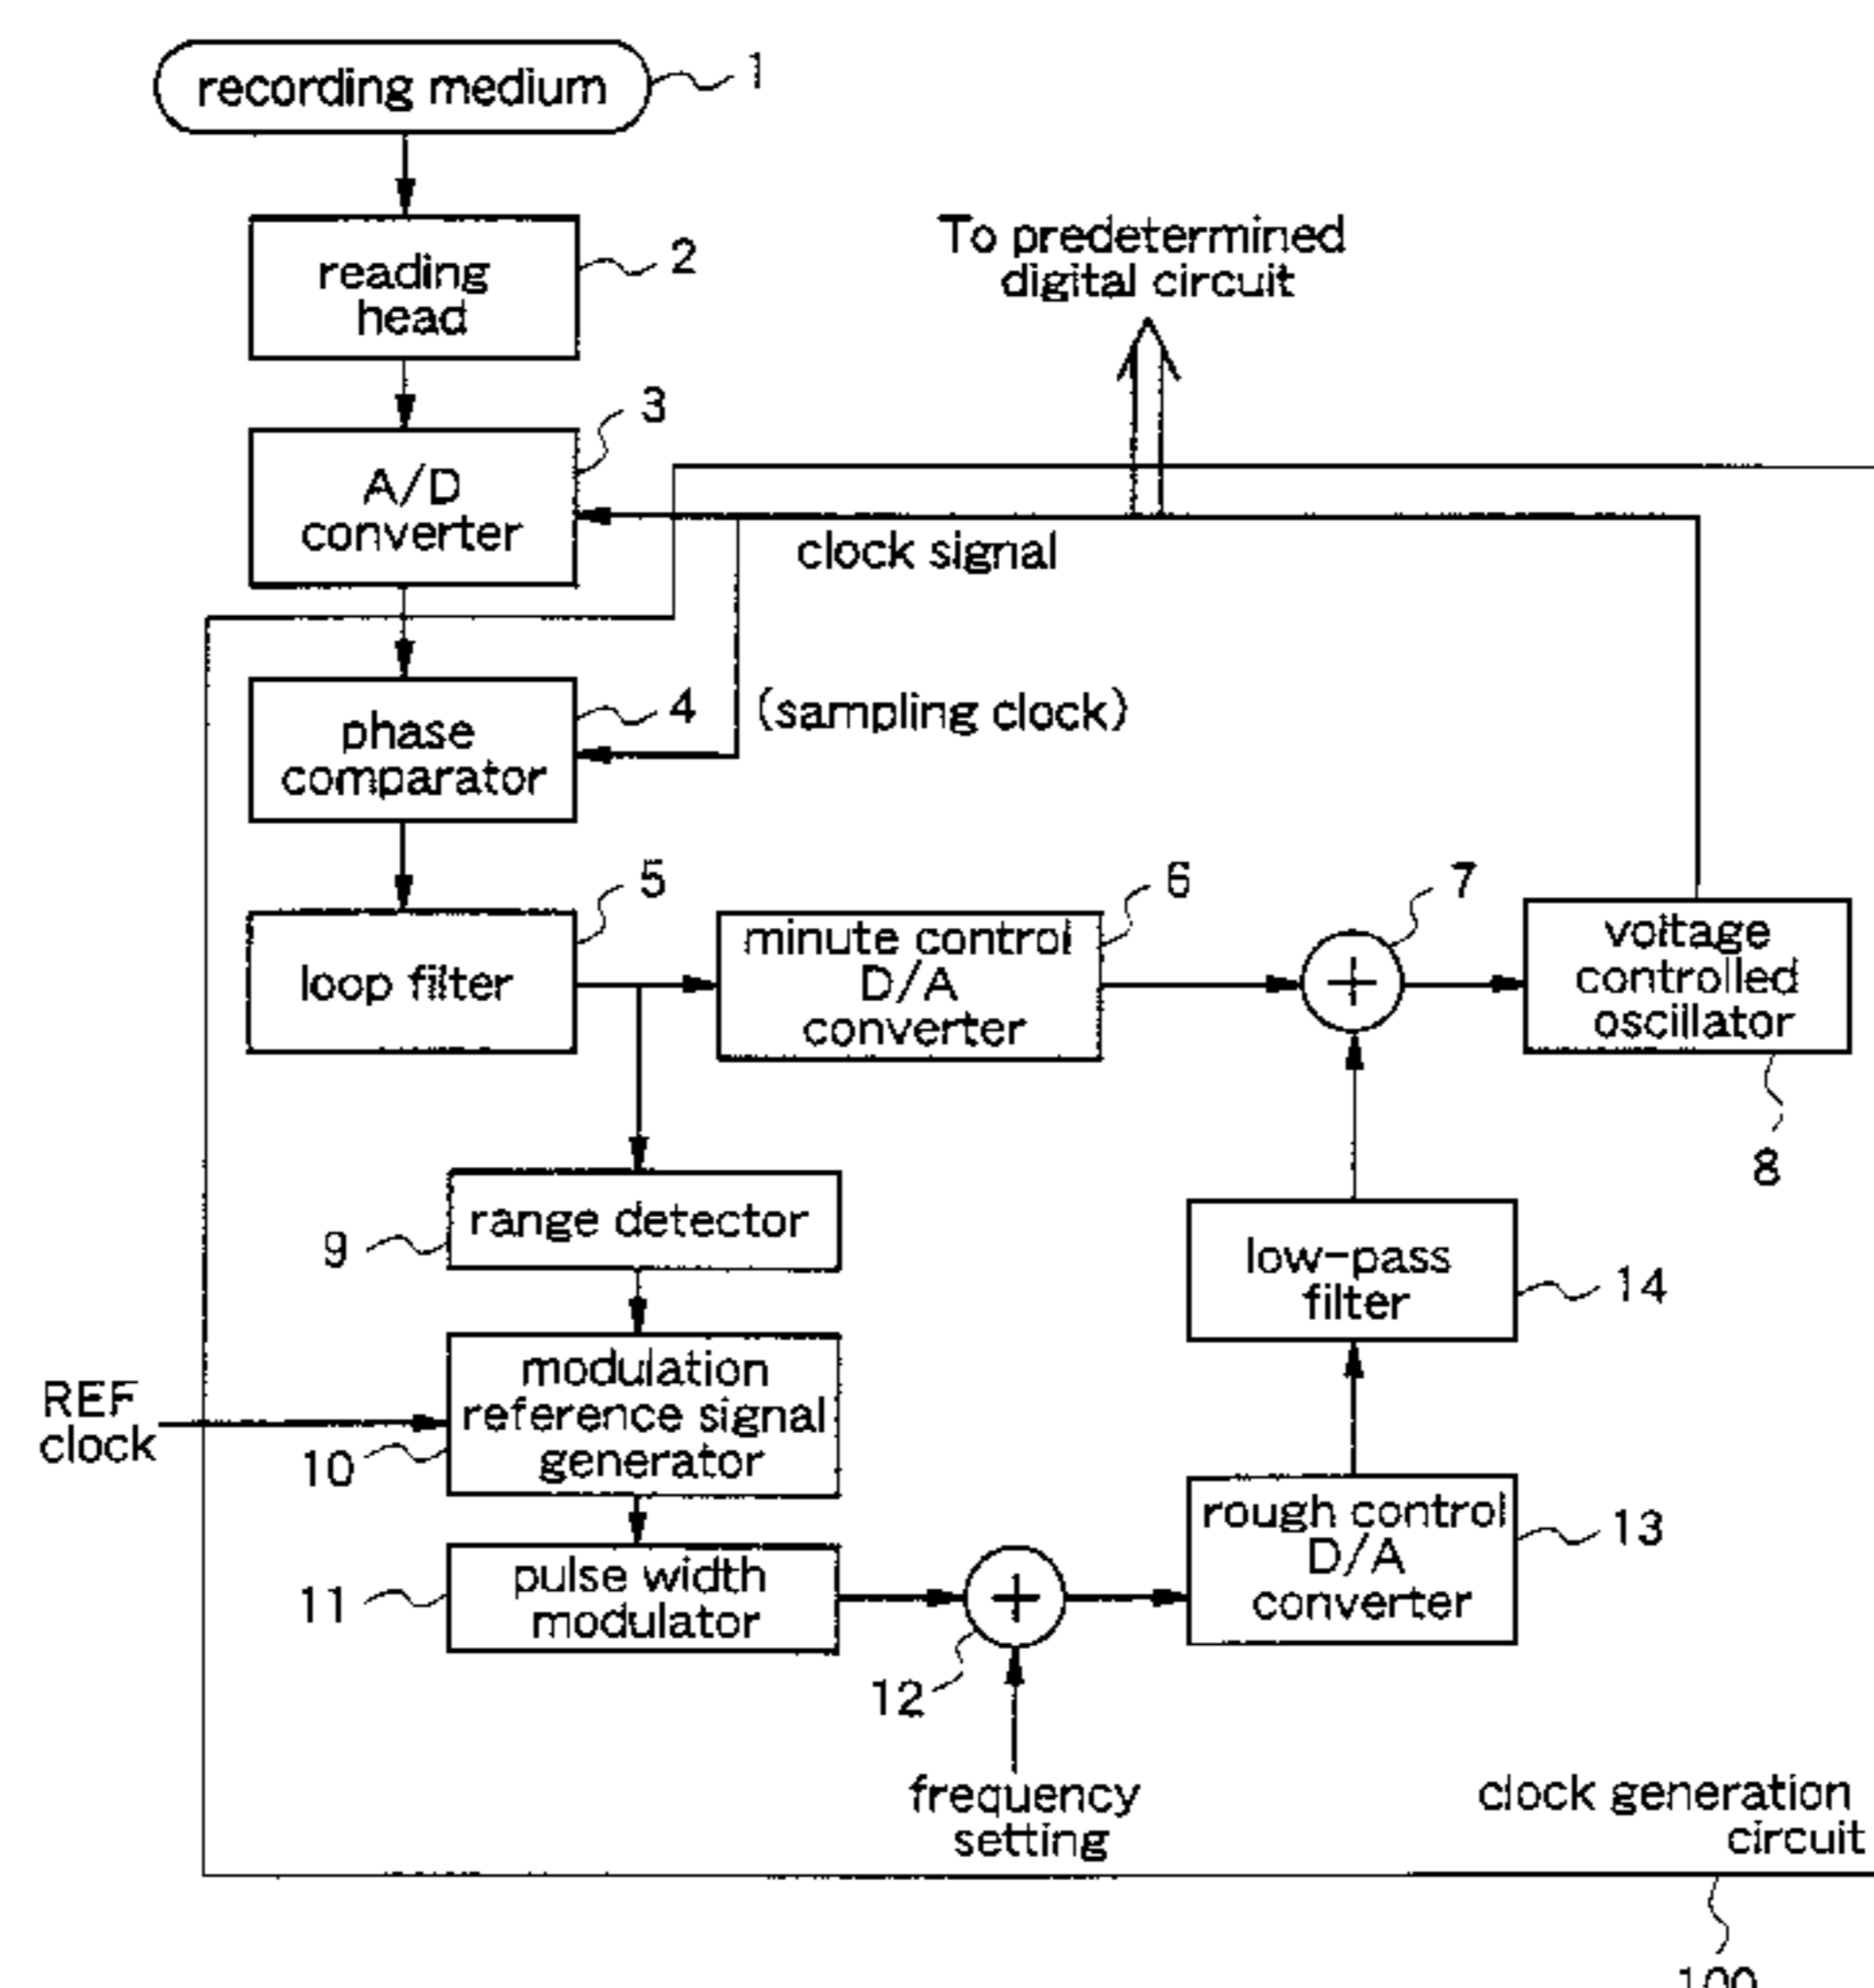 recording medium
1
reading
head
2
To predetermined
digital circuit
A/D
converter
3
clock signal
phase
comparator
4
(sampling clock)
loop filter
5
minute control
D/A
converter
6
7
voltage
controlled
oscillator
8
range detector
9
low-pass
filter
14
REF
clock
modulation
reference signal
generator
10
rough control
D/A
converter
13
pulse width
modulator
11
12
frequency
setting
clock generation
circuit
100